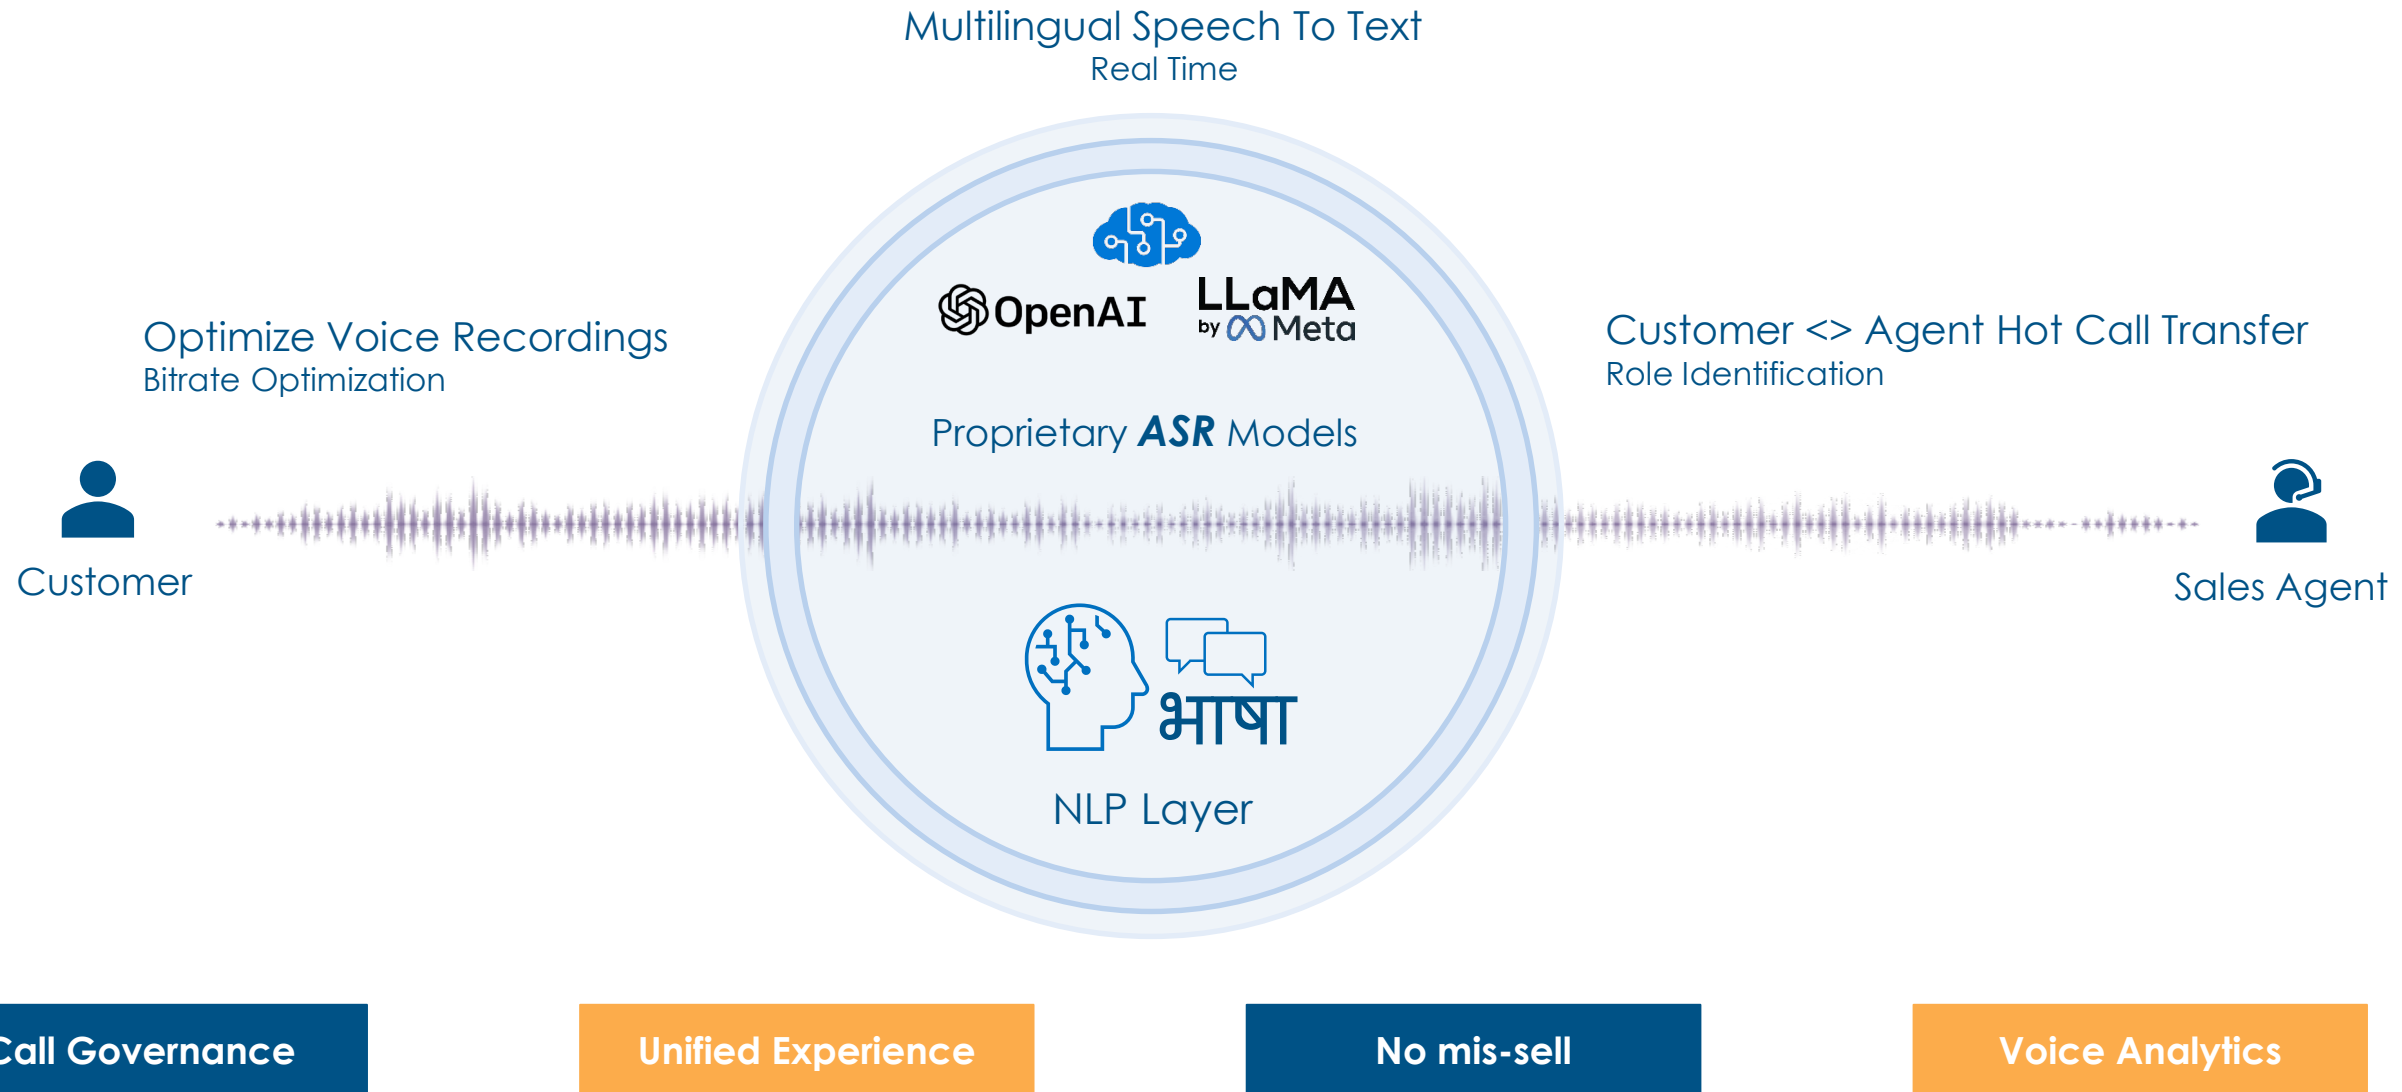 Multilingual Speech To Text
Real Time
OpenAI
LLaMA
by Meta
Optimize Voice Recordings
Bitrate Optimization
Customer <> Agent Hot Call Transfer
Role Identification
Proprietary ASR Models
Customer
Sales Agent
भाषा
NLP Layer
Call Governance
Unified Experience
No mis-sell
Voice Analytics